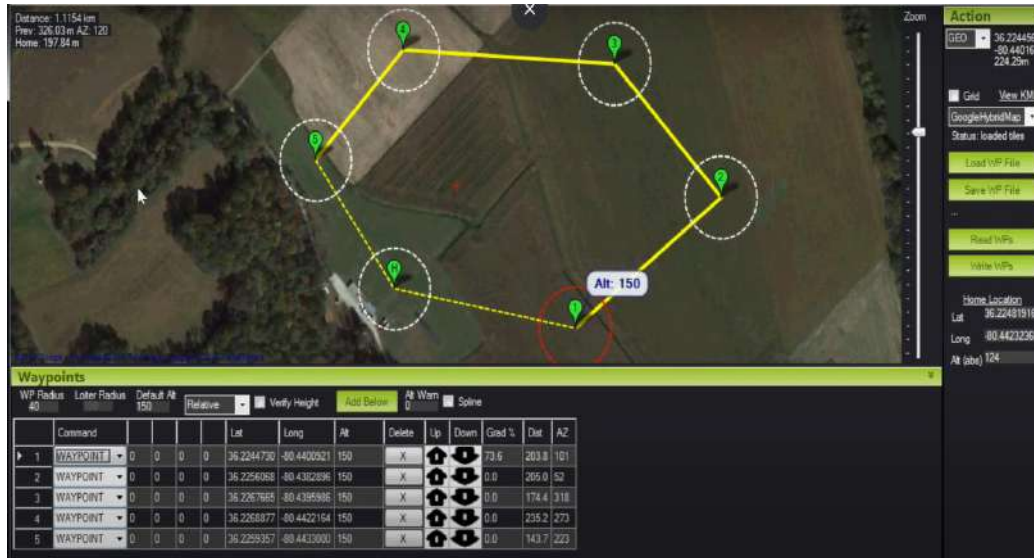 Distance: 1.1154 km
Prev: 326.03 m AZ: 120
Home: 197.84 m
4
3
5
2
H
Alt: 150
1
Zoom
Action
GEO
36.224456
-80.44016
224.29m
Grid View KM
GoogleHybridMap
Status: loaded tiles
Load WP File
Save WP File
...
Read WPs
Write WPs
Home Location
Lat 36.22481916
Long -80.4423236
Alt (abs) 124
Waypoints
WP Radius Loiter Radius Default Alt Alt Warn
40 150 Relative Verify Height Add Below 0 Spline
Command Lat Long Alt Delete Up Down Grad % Dist AZ
1 WAYPOINT 0 0 0 0 36.2244730 -80.4400921 150 X 73.6 203.8 101
2 WAYPOINT 0 0 0 0 36.2256068 -80.4382896 150 X 0.0 205.0 52
3 WAYPOINT 0 0 0 0 36.2267665 -80.4395986 150 X 0.0 174.4 318
4 WAYPOINT 0 0 0 0 36.2268877 -80.4422164 150 X 0.0 235.2 273
5 WAYPOINT 0 0 0 0 36.2259357 -80.4433000 150 X 0.0 143.7 223